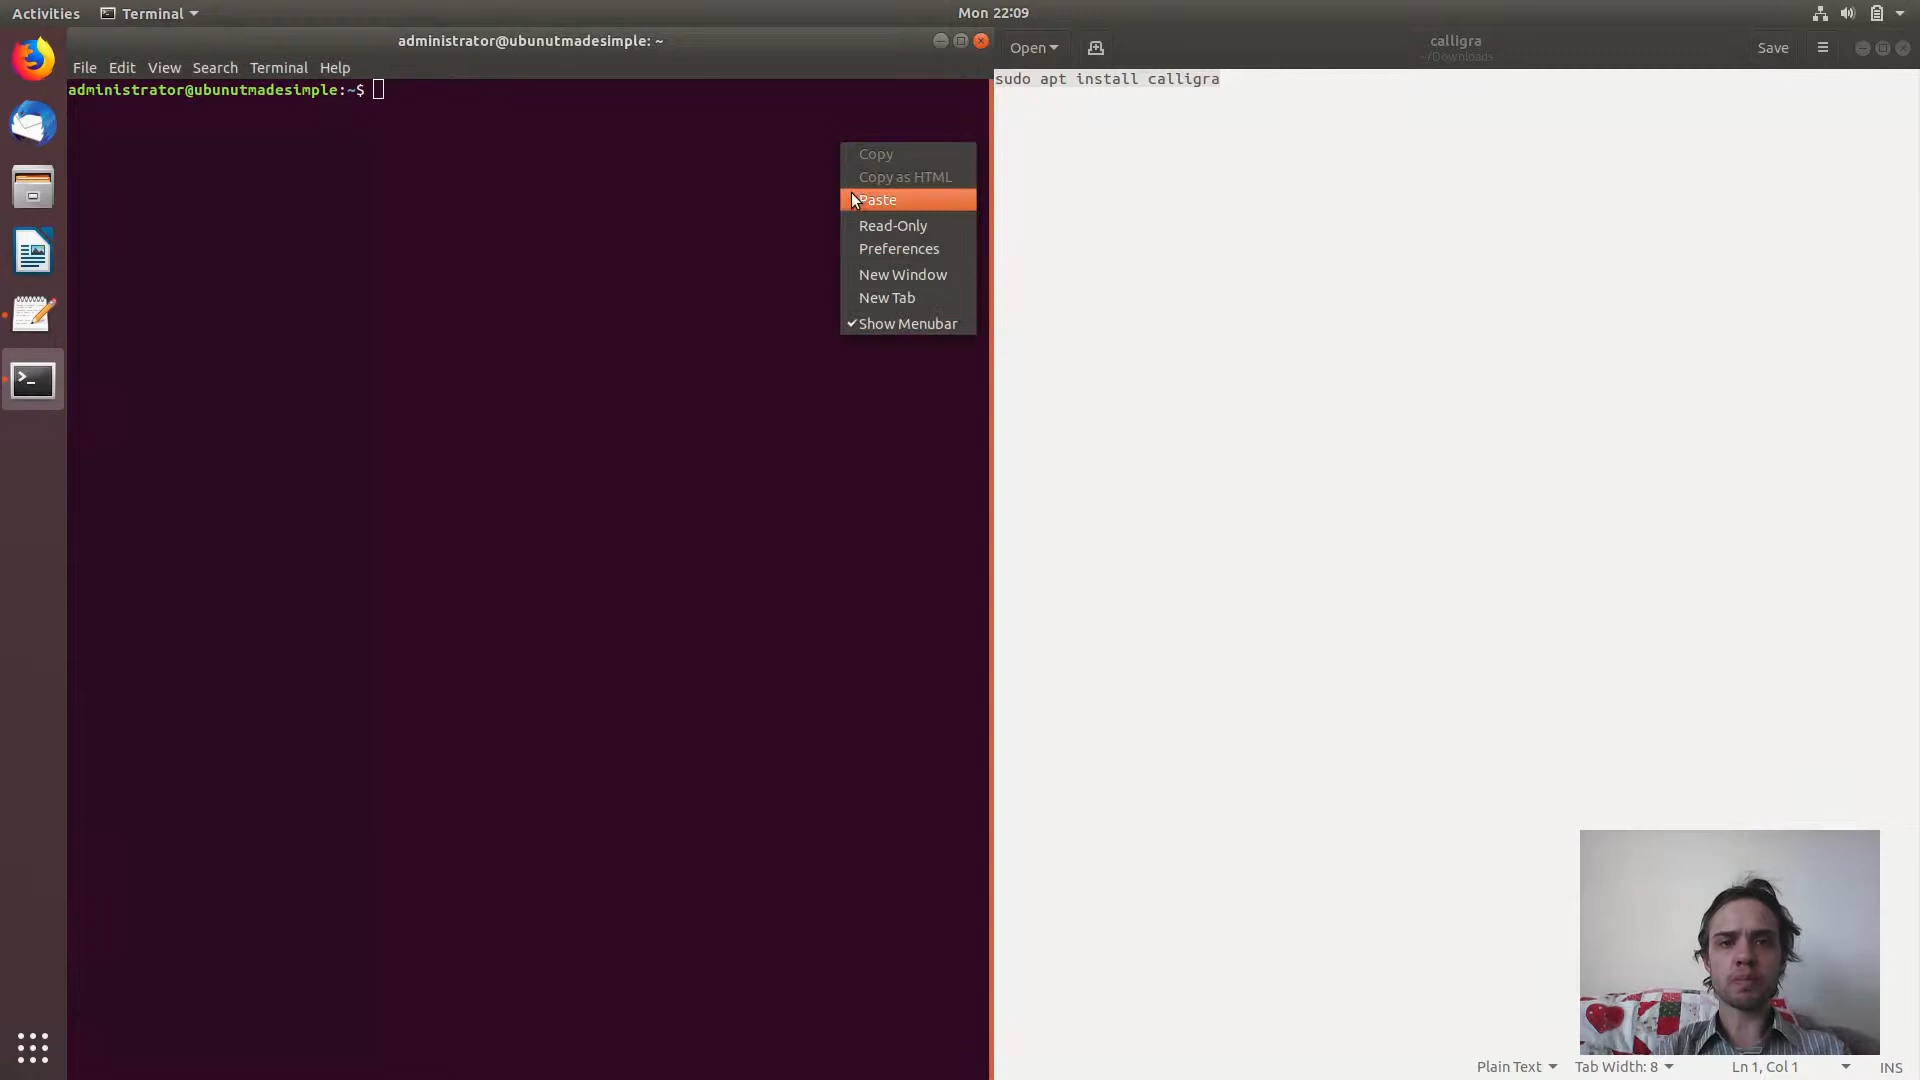 Activities Terminal Mon 22:09
administrator@ubunutmadesimple: ~
File Edit View Search Terminal Help
administrator@ubunutmadesimple:~$
Copy
Copy as HTML
Paste
Read-Only
Preferences
New Window
New Tab
Show Menubar
Open calligra Save
~/Downloads
sudo apt install calligra
Plain Text Tab Width: 8 Ln 1, Col 1 INS